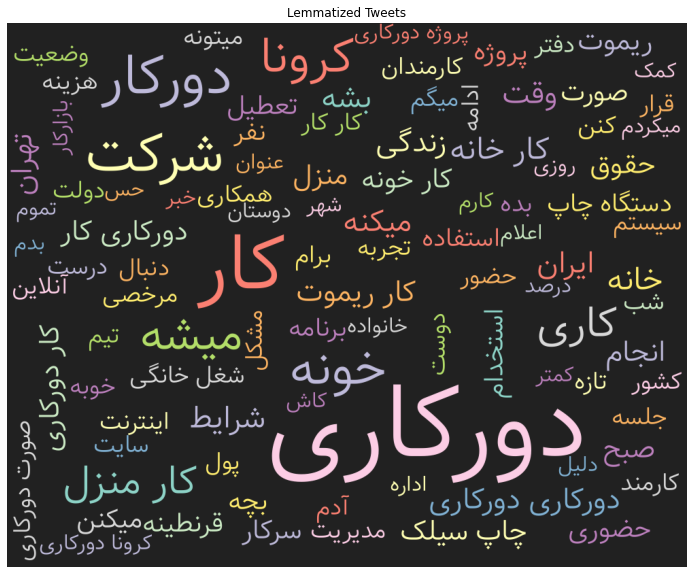 Lemmatized Tweets
میتونه
پروژه دورکاری
ریموت
دفتر
پروژه
کرونا
وضعیت
کارمندان
کمک
هزینه
دورکار
ادامه
وقت
صورت
قرار
بشه
میگم
تعطیل
بازارکار
کنن
میکردم
کار کار
نفر
زندگی
کار خانه
شرکت
تهران
عنوان
روزی
حقوق
منزل
کار خونه
دولت
حس
خبر
همکاری
کارم
بده
دستگاه چاپ
تموم
دوستان
شهر
میکنه
اعلام
سیستم
دورکاری کار
استفاده
بدم
تجربه
کار
درست
دنبال
برام
حضور
ایران
خانه
آنلاین
مرخصی
کار ریموت
درصد
شب
میشه
تیم
مشکل
برنامه
خانواده
دوست
استخدام
کاری
انجام
کار دورکاری
خونه
شغل خانگی
خوبه
کاش
کمتر
تازه
کشور
دورکاری
شرایط
جلسه
اینترنت
سایت
صبح
صورت دورکاری
کار منزل
پول
دلیل
اداره
کارمند
بچه
دورکاری دورکاری
آدم
میکنن
قرنطینه
سرکار
مدیریت
چاپ سیلک
حضوری
کرونا دورکاری